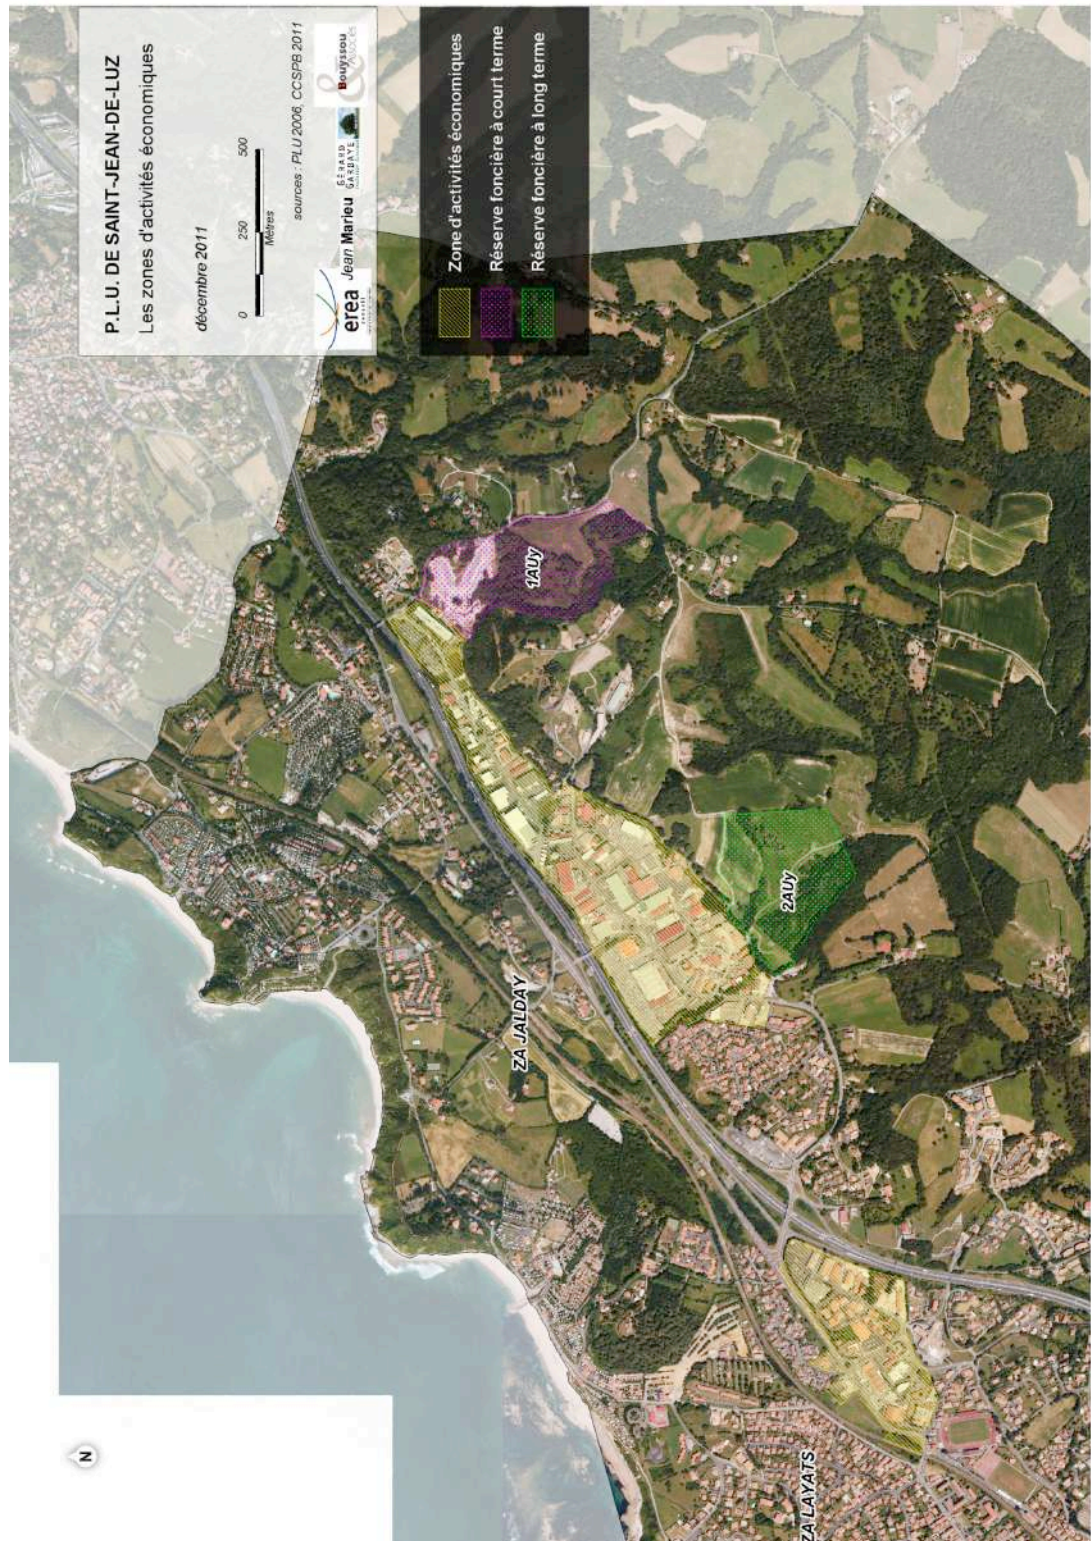 P.L.U. DE SAINT-JEAN-DE-LUZ
Les zones d'activités économiques
décembre 2011
0 250 500
Mètres
sources : PLU 2006, CCSPB 2011
erea
Jean Marieu
GÉRARD
GARBAYE
Bouyssou
& Associés
Zone d'activités économiques
Réserve foncière à court terme
Réserve foncière à long terme
N
1AUy
2AUy
ZA JALDAY
ZA LAYATS